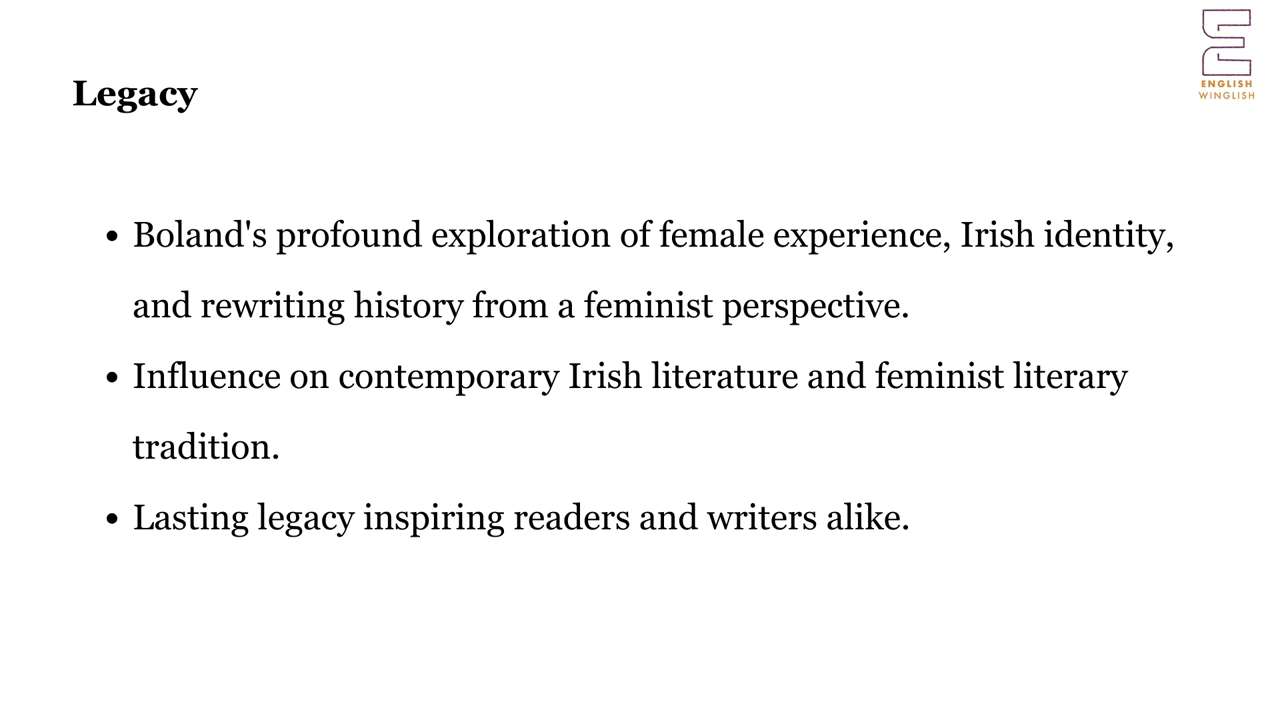 ENGLISH
WINGLISH
Legacy
• Boland's profound exploration of female experience, Irish identity,
and rewriting history from a feminist perspective.
• Influence on contemporary Irish literature and feminist literary
tradition.
• Lasting legacy inspiring readers and writers alike.